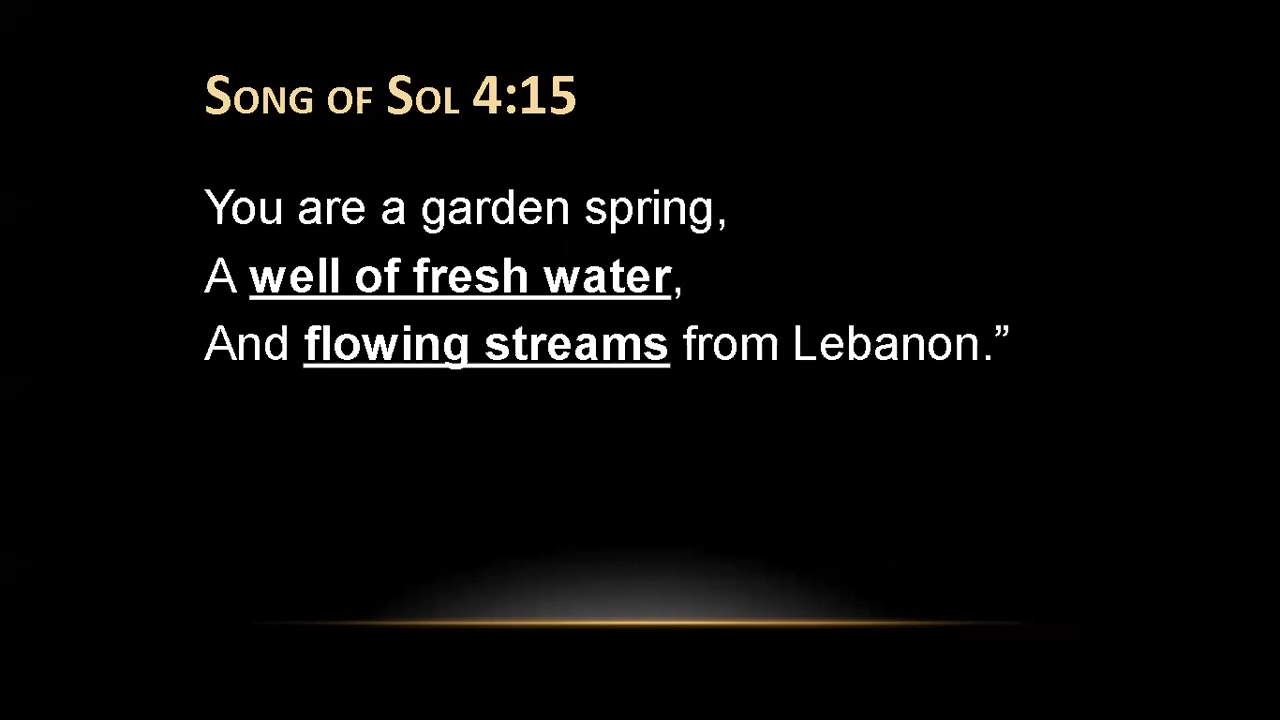 Song of Sol 4:15
You are a garden spring,
A well of fresh water,
And flowing streams from Lebanon.”